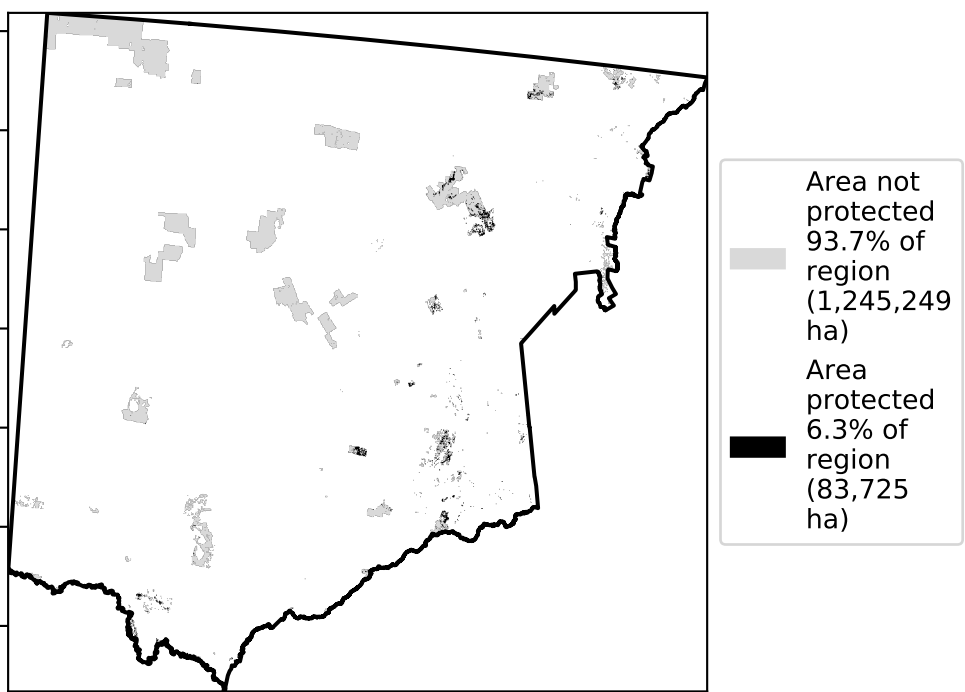 Area not
protected
93.7% of
region
(1,245,249
ha)
Area
protected
6.3% of
region
(83,725
ha)